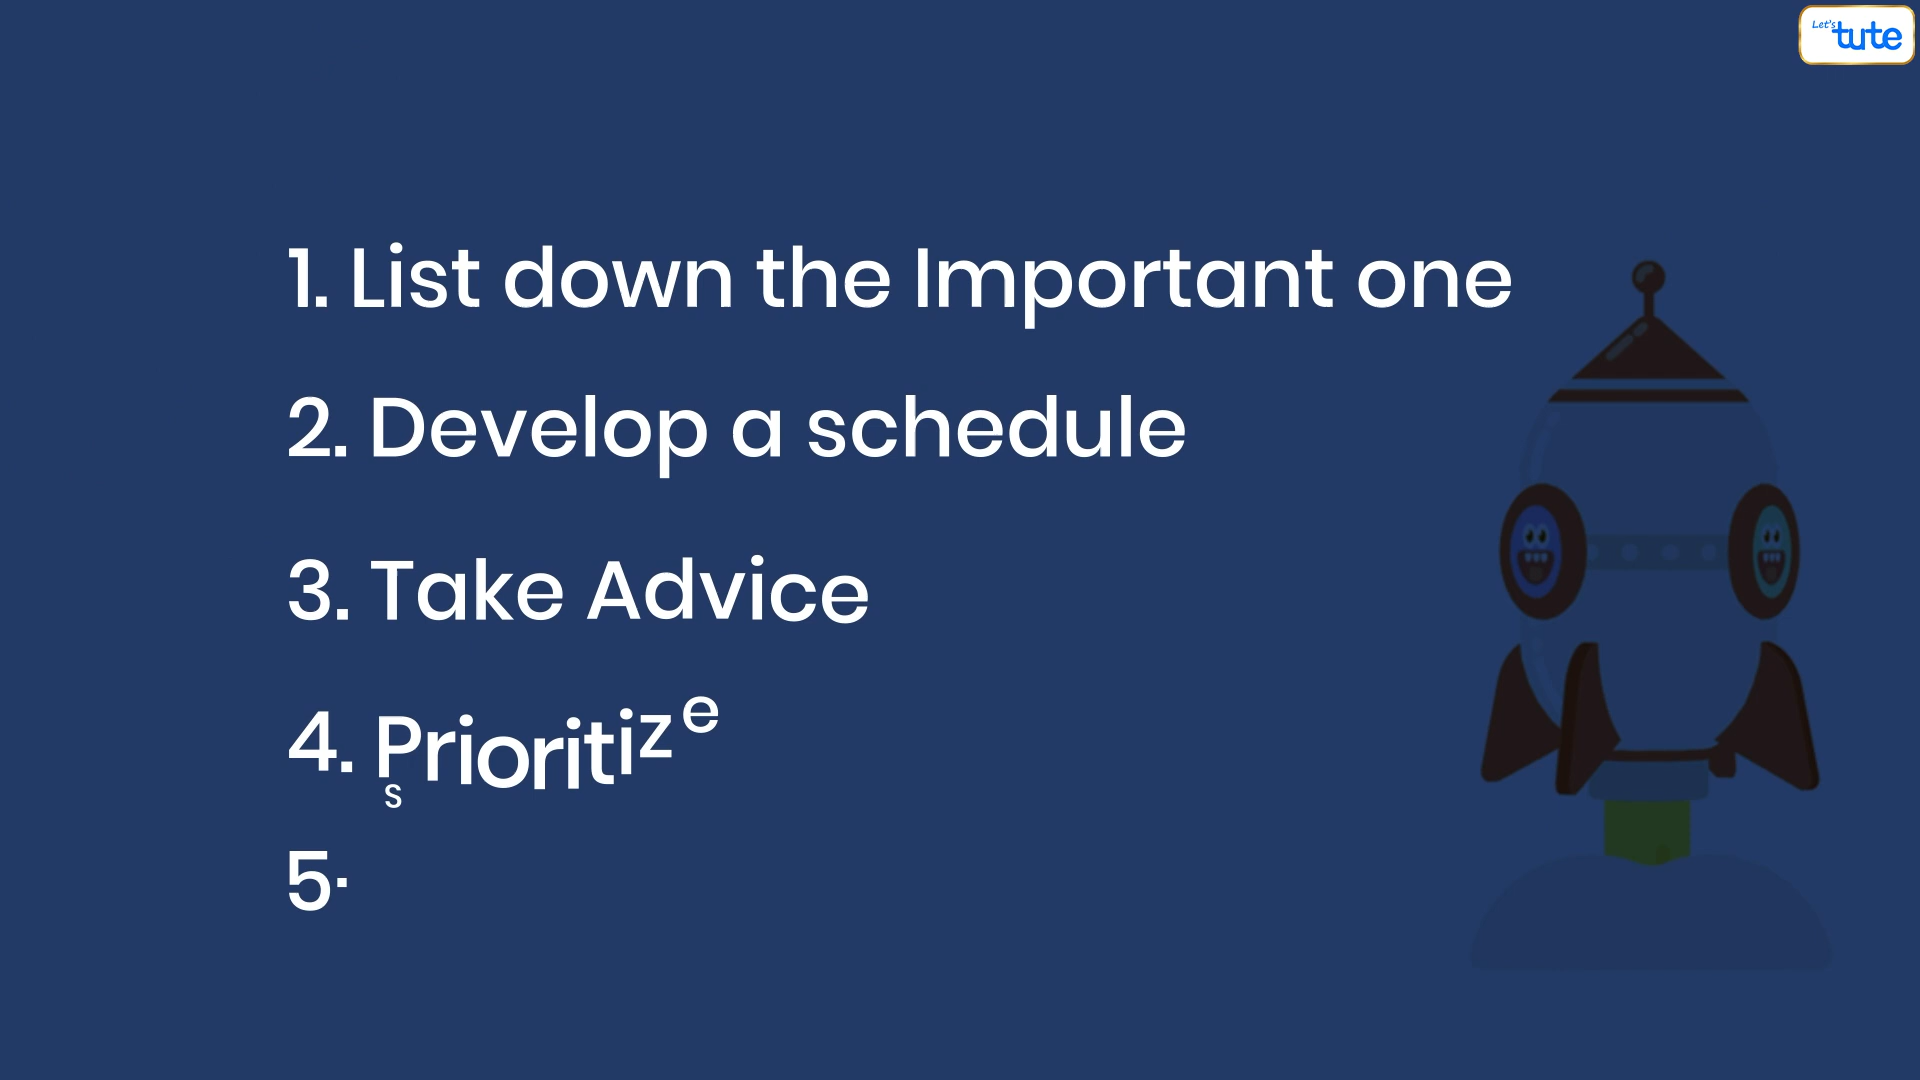 Let's tute
1. List down the Important one
2. Develop a schedule
3. Take Advice
4. Prioritize
s
5.